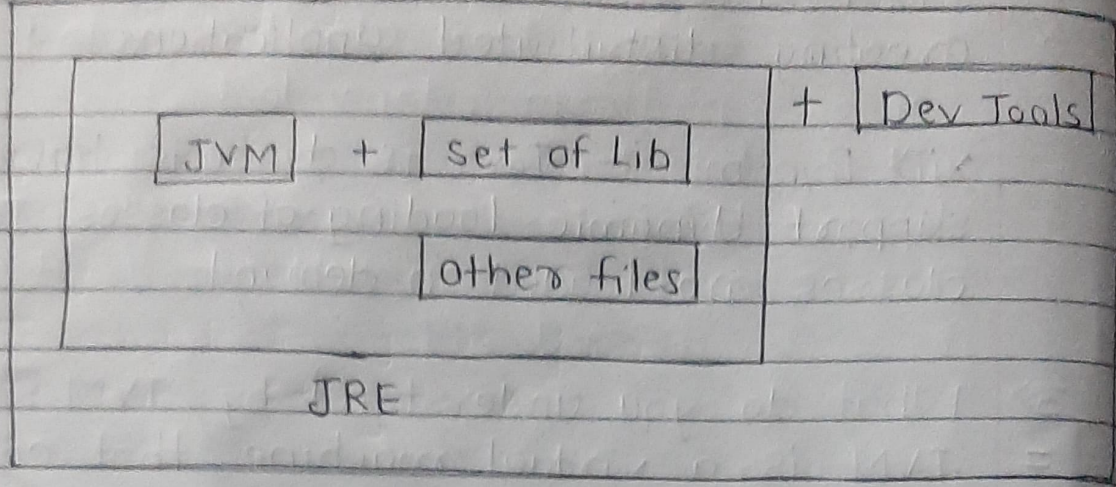 + Dev Tools
JVM + Set of Lib
Other files
JRE